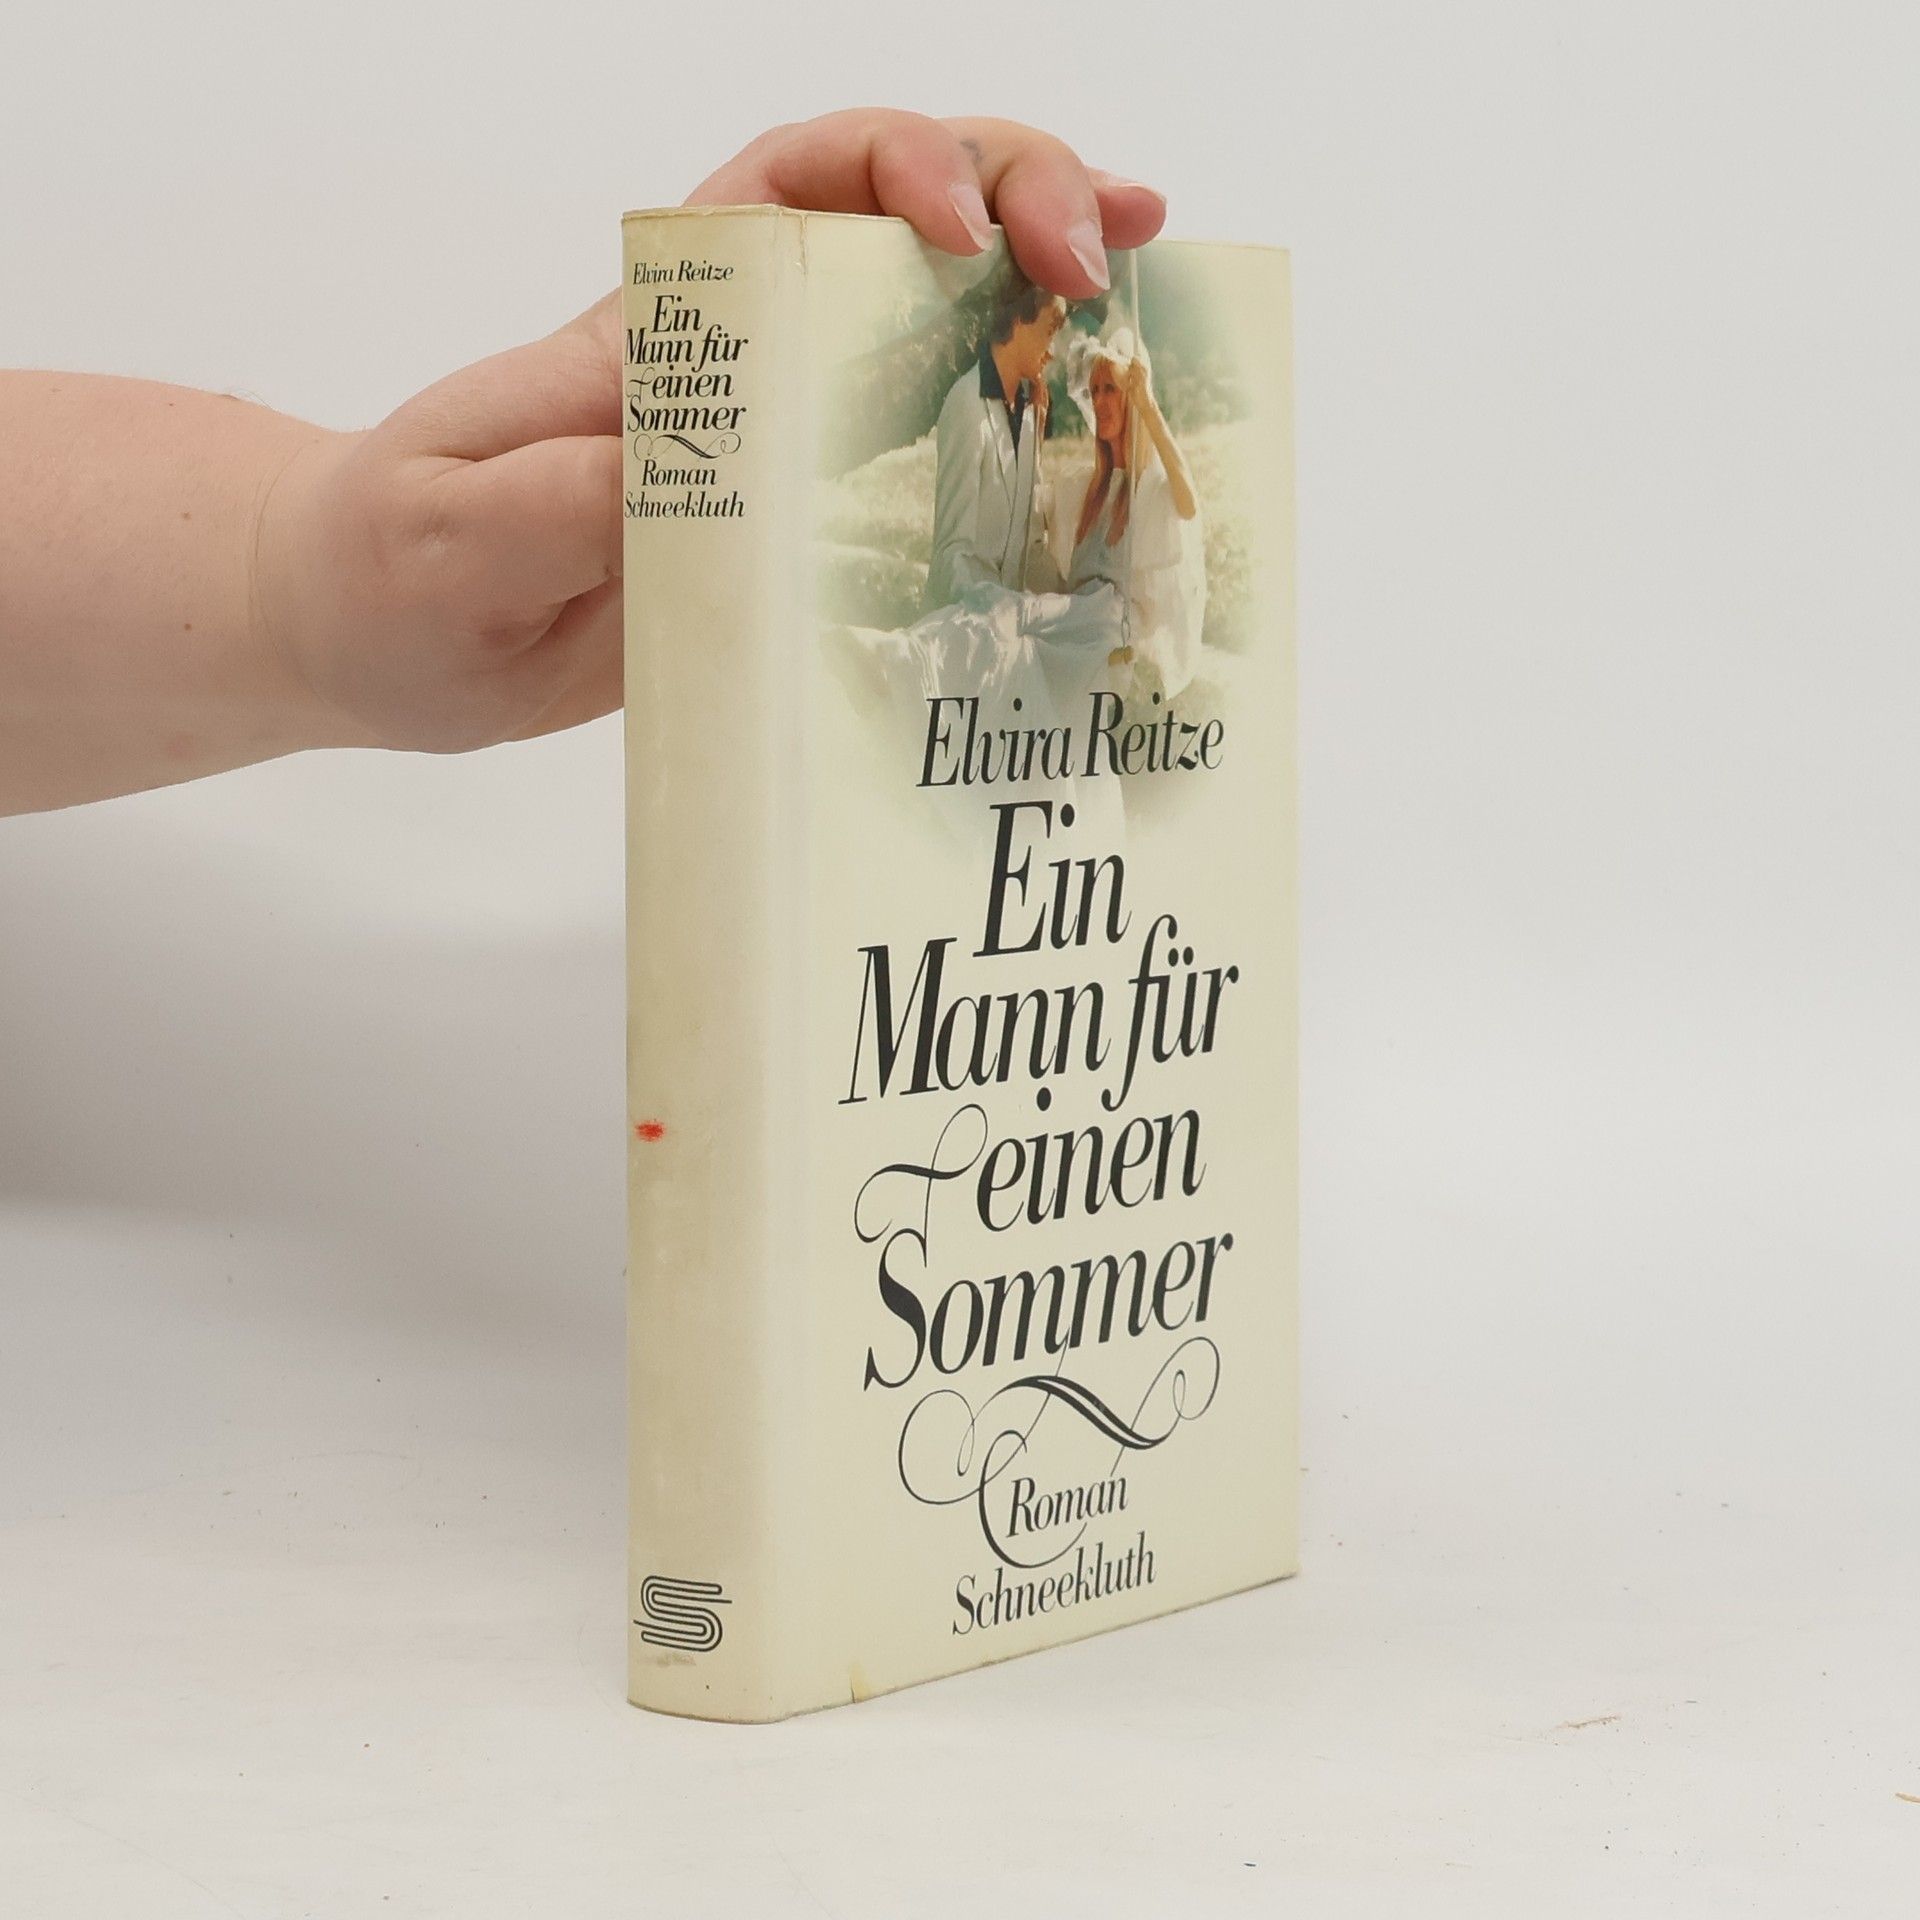 Elvira Reitze
Ein
Mann für
einen
Sommer
Roman
Schneekluth
Elvira Reitze
Ein
Mann für
einen
Sommer
Roman
Schneekluth